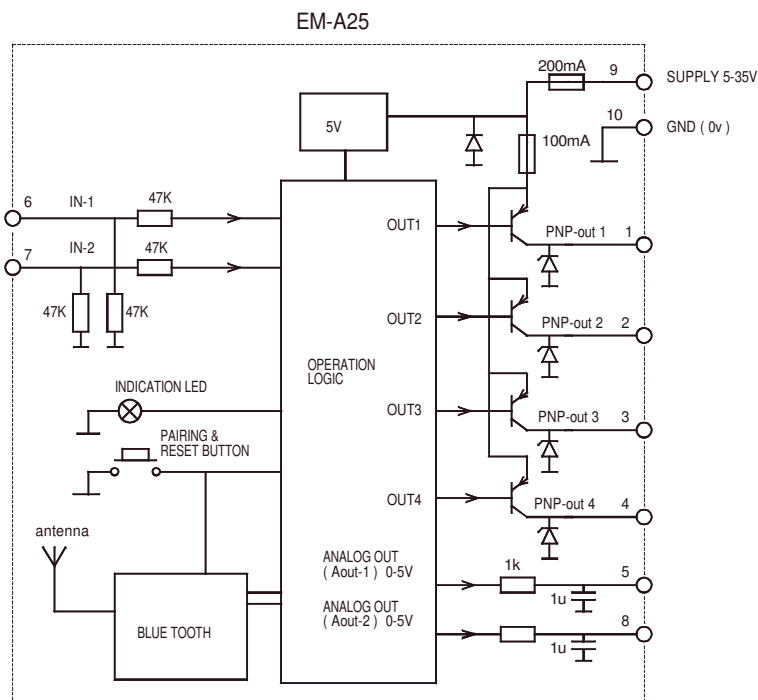 EM-A25
200mA
9
SUPPLY 5-35V
10
GND ( 0v )
100mA
5V
6
IN-1
47K
7
IN-2
47K
47K
47K
OUT1
PNP-out 1
1
OUT2
PNP-out 2
2
OPERATION
LOGIC
OUT3
PNP-out 3
3
OUT4
PNP-out 4
4
INDICATION LED
PAIRING &
RESET BUTTON
antenna
BLUE TOOTH
ANALOG OUT
( Aout-1 ) 0-5V
1k
5
1u
ANALOG OUT
( Aout-2 ) 0-5V
8
1u